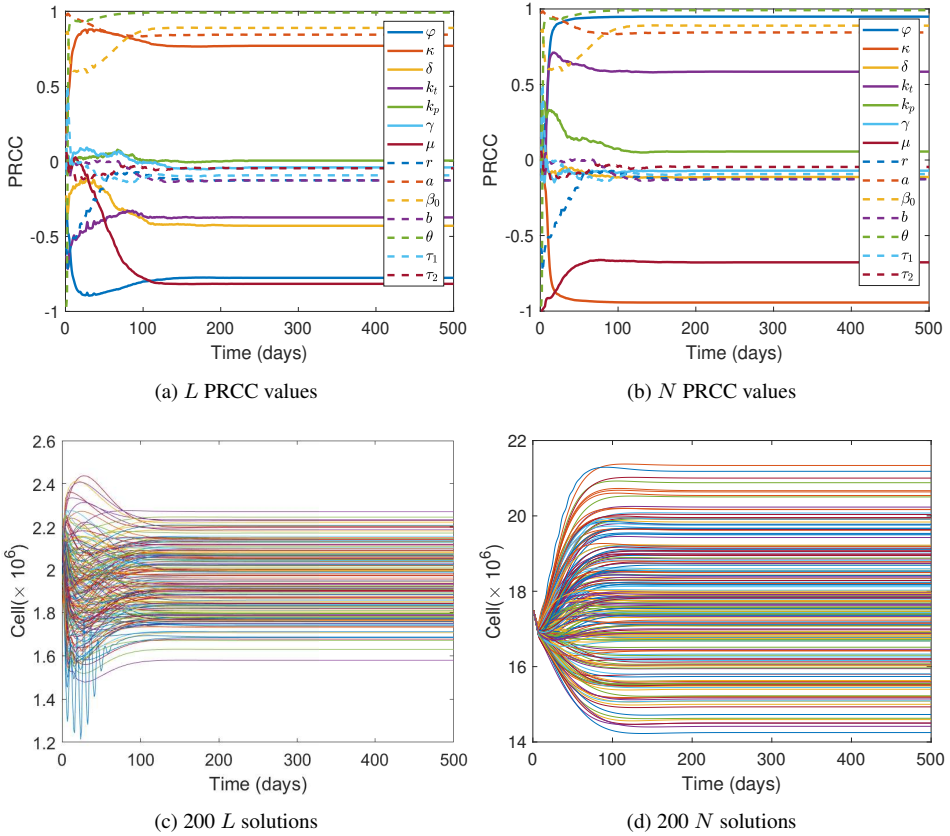 1
0.5
0
-0.5
-1
PRCC
0 100 200 300 400 500
Time (days)
φ
κ
δ
k_t
k_p
γ
μ
r
a
β_0
b
θ
τ_1
τ_2
(a) L PRCC values
1
0.5
0
-0.5
-1
PRCC
0 100 200 300 400 500
Time (days)
φ
κ
δ
k_t
k_p
γ
μ
r
a
β_0
b
θ
τ_1
τ_2
(b) N PRCC values
2.6
2.4
2.2
2
1.8
1.6
1.4
1.2
Cell(× 10^6)
0 100 200 300 400 500
Time (days)
(c) 200 L solutions
22
20
18
16
14
Cell(× 10^6)
0 100 200 300 400 500
Time (days)
(d) 200 N solutions